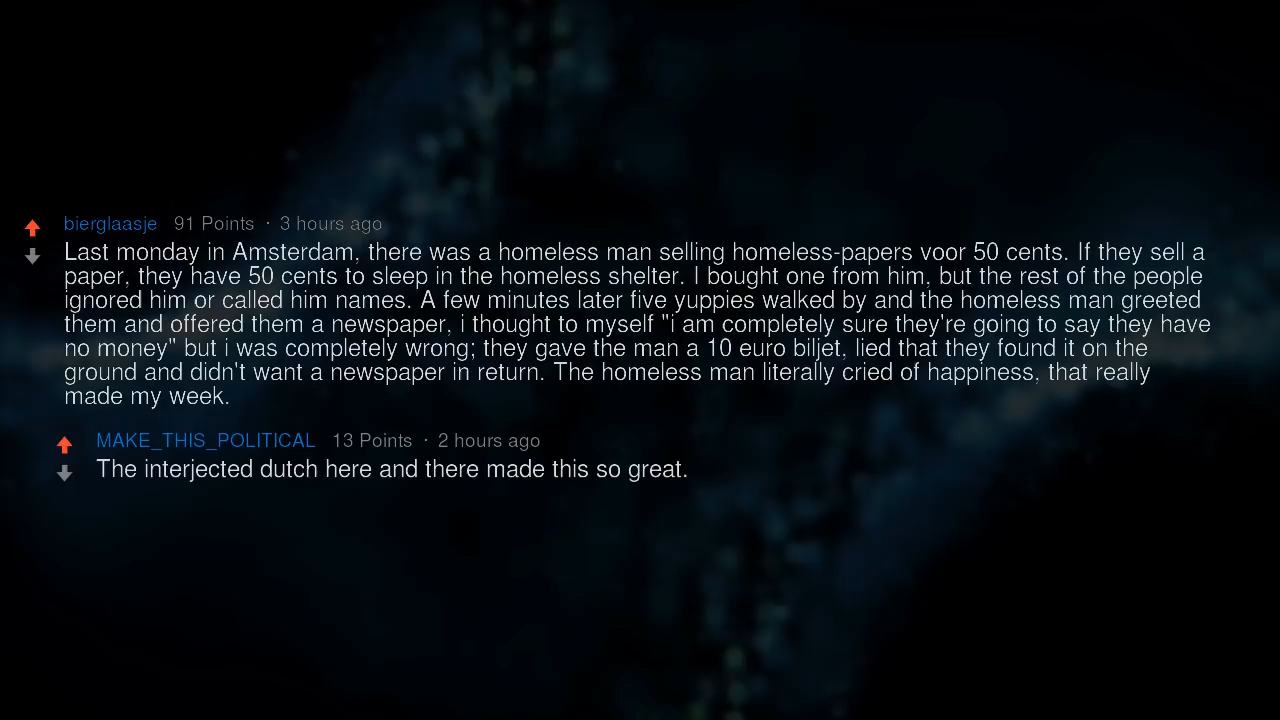 bierglaasje 91 Points · 3 hours ago
Last monday in Amsterdam, there was a homeless man selling homeless-papers voor 50 cents. If they sell a
paper, they have 50 cents to sleep in the homeless shelter. I bought one from him, but the rest of the people
ignored him or called him names. A few minutes later five yuppies walked by and the homeless man greeted
them and offered them a newspaper, i thought to myself "i am completely sure they're going to say they have
no money" but i was completely wrong; they gave the man a 10 euro biljet, lied that they found it on the
ground and didn't want a newspaper in return. The homeless man literally cried of happiness, that really
made my week.
MAKE_THIS_POLITICAL 13 Points · 2 hours ago
The interjected dutch here and there made this so great.